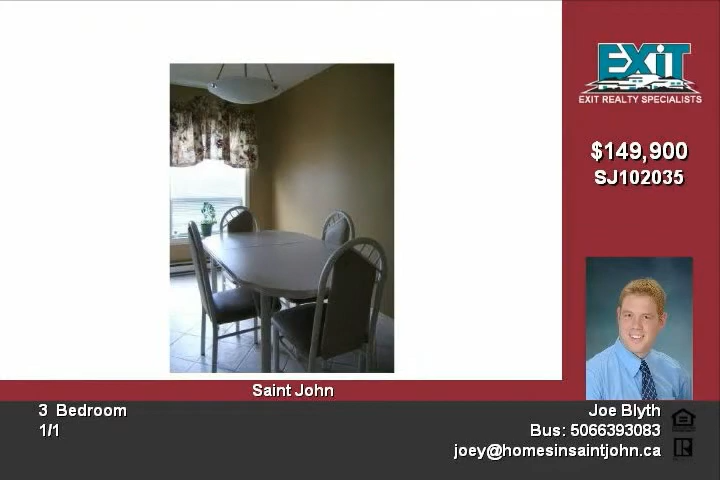 EXiT
EXIT REALTY SPECIALISTS
$149,900
SJ102035
Saint John
3 Bedroom
1/1
Joe Blyth
Bus: 5066393083
joey@homesinsaintjohn.ca